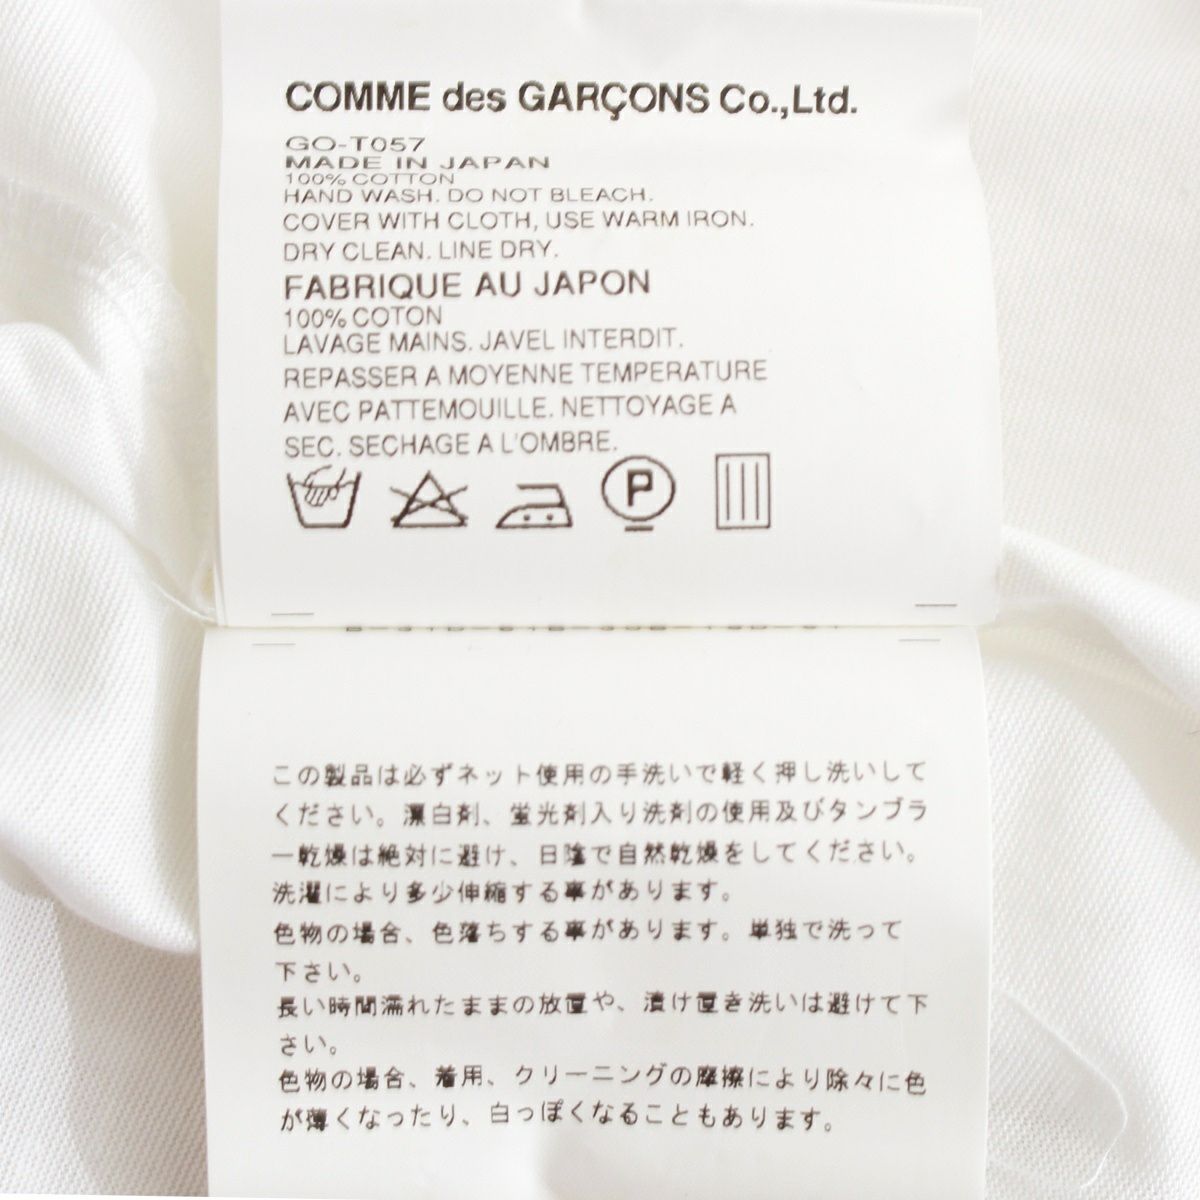 COMME des GARÇONS Co.,Ltd.
GO-T057
MADE IN JAPAN
100% COTTON
HAND WASH. DO NOT BLEACH.
COVER WITH CLOTH, USE WARM IRON.
DRY CLEAN. LINE DRY.
FABRIQUE AU JAPON
100% COTON
LAVAGE MAINS. JAVEL INTERDIT.
REPASSER A MOYENNE TEMPERATURE
AVEC PATTEMOUILLE. NETTOYAGE A
SEC. SECHAGE A L'OMBRE.
P
この製品は必ずネット使用の手洗いで軽く押し洗いして
ください。漂白剤、蛍光剤入り洗剤の使用及びタンブラ
ー乾燥は絶対に避け、日陰で自然乾燥をしてください。
洗濯により多少伸縮する事があります。
色物の場合、色落ちする事があります。単独で洗って
下さい。
長い時間濡れたままの放置や、漬け置き洗いは避けて下
さい。
色物の場合、着用、クリーニングの摩擦により除々に色
が薄くなったり、白っぽくなることもあります。